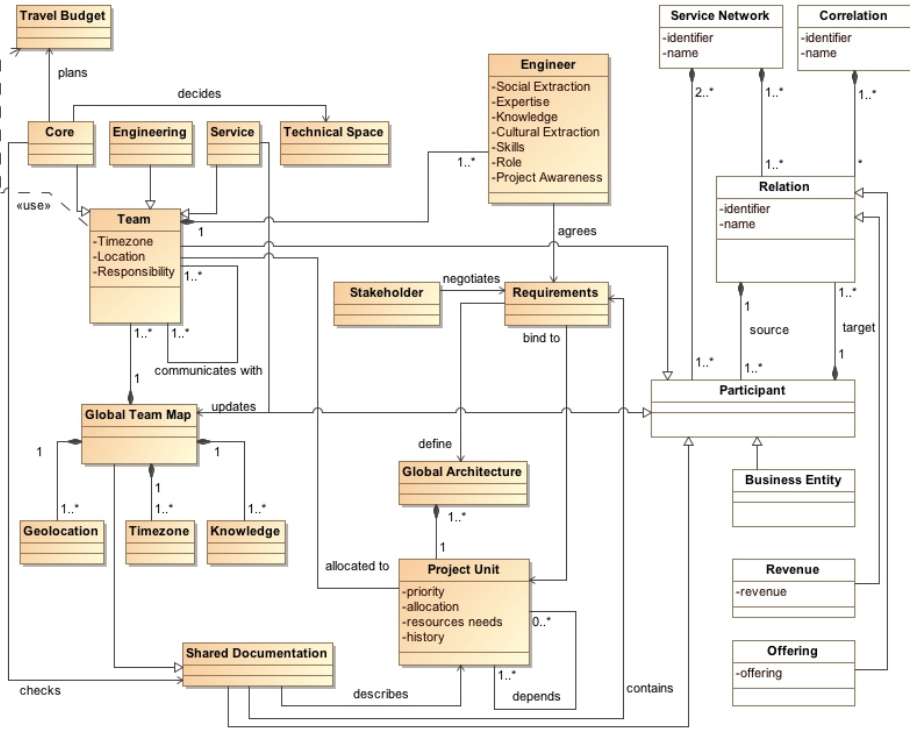 Travel Budget
plans
decides
Core
Engineering
Service
Technical Space
«use»
Team
-Timezone
-Location
-Responsibility
1
1..*
1..*
1..*
communicates with
1
Engineer
-Social Extraction
-Expertise
-Knowledge
-Cultural Extraction
-Skills
-Role
-Project Awareness
1..*
agrees
Service Network
-identifier
-name
2..*
1..*
Correlation
-identifier
-name
1..*
1..*
*
Relation
-identifier
-name
1
1..*
source
target
1..*
1..*
1
Stakeholder
negotiates
Requirements
bind to
Participant
Global Team Map
updates
1
1
1
1..*
1..*
1..*
Geolocation
Timezone
Knowledge
define
Global Architecture
1..*
1
Business Entity
allocated to
Project Unit
-priority
-allocation
-resources needs
-history
0..*
1..*
depends
Revenue
-revenue
Offering
-offering
Shared Documentation
checks
describes
contains